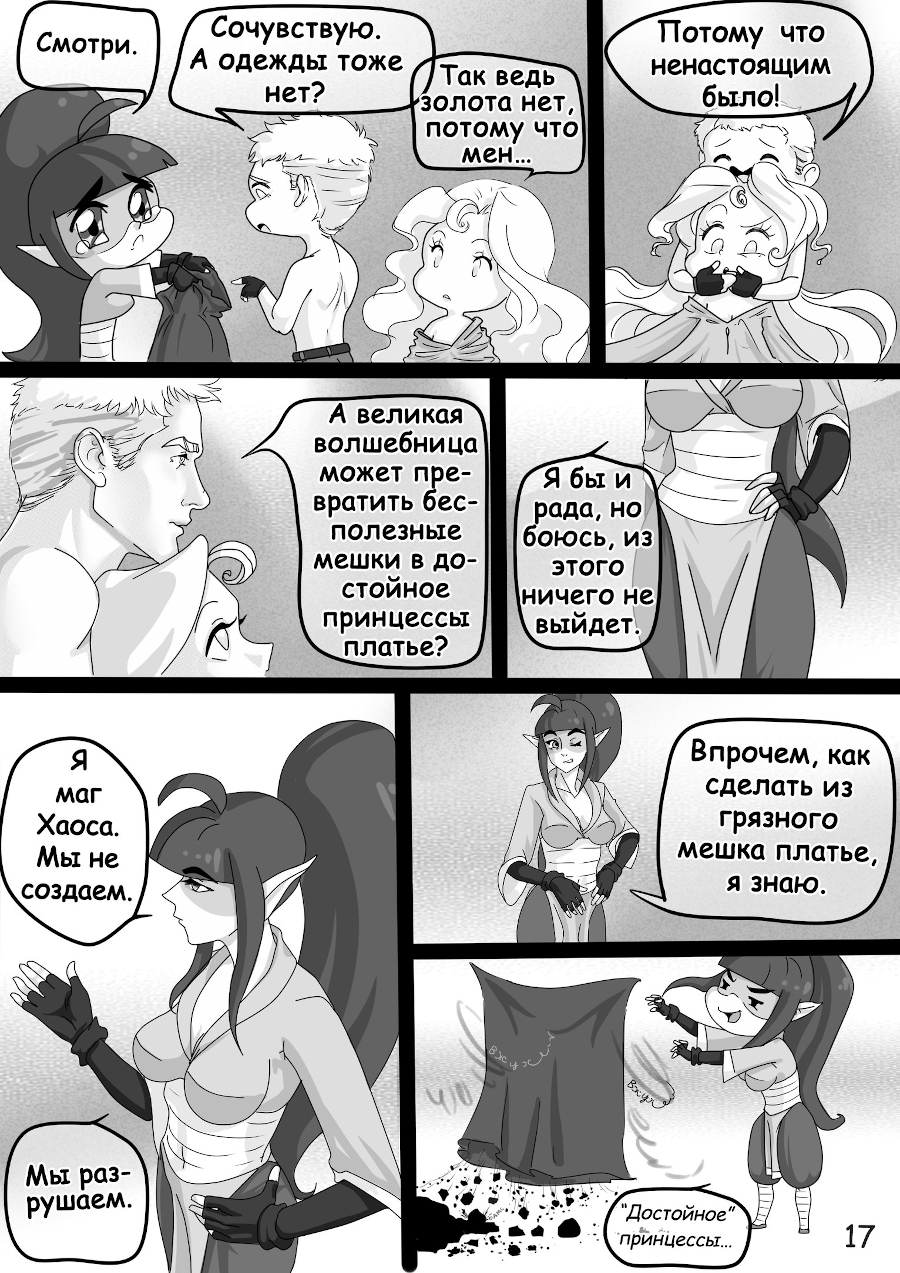 Смотри.
Сочувствую.
А одежды тоже
нет?
Так ведь
золота нет,
потому что
мен...
Потому что
ненастоящим
было!
А великая
волшебница
может пре-
вратить бес-
полезные
мешки в до-
стойное
принцессы
платье?
Я бы и
рада, но
боюсь, из
этого
ничего не
выйдет.
Я
маг
Хаоса.
Мы не
создаем.
Мы раз-
рушаем.
Впрочем, как
сделать из
грязного
мешка платье,
я знаю.
Вжух
"Достойное"
принцессы...
17